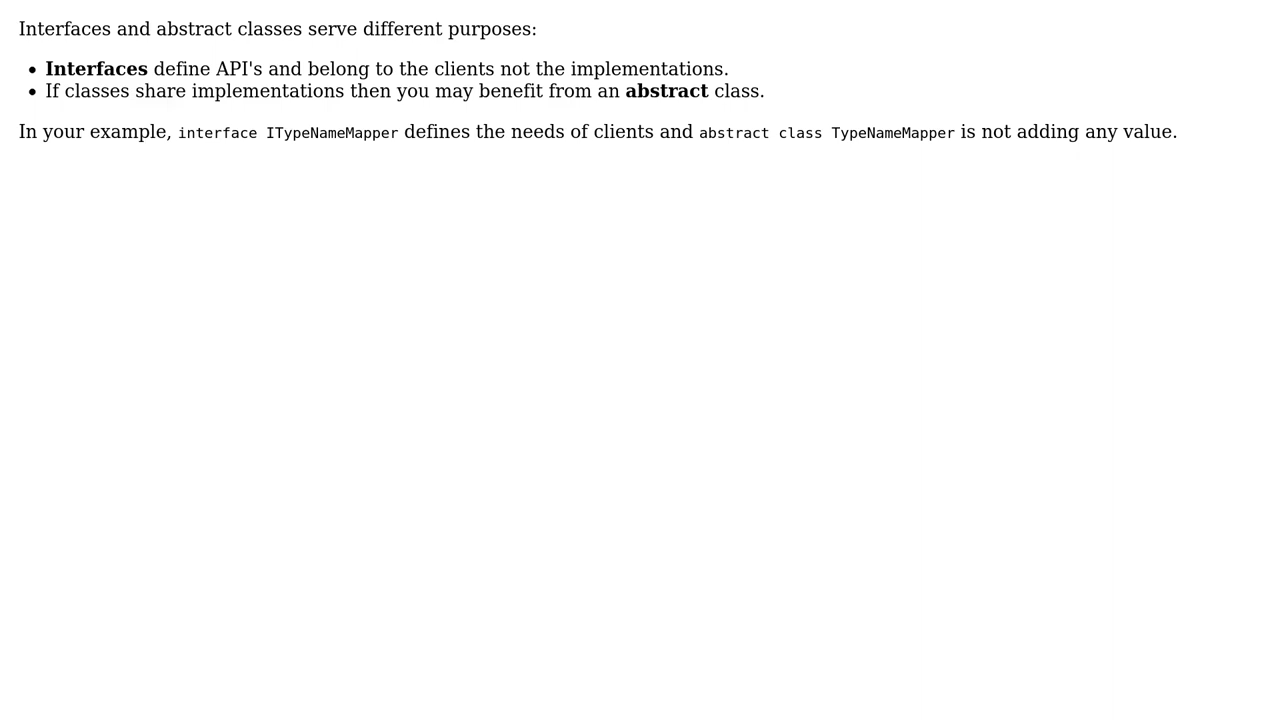 Interfaces and abstract classes serve different purposes:
• Interfaces define API's and belong to the clients not the implementations.
• If classes share implementations then you may benefit from an abstract class.
In your example, interface ITypeNameMapper defines the needs of clients and abstract class TypeNameMapper is not adding any value.